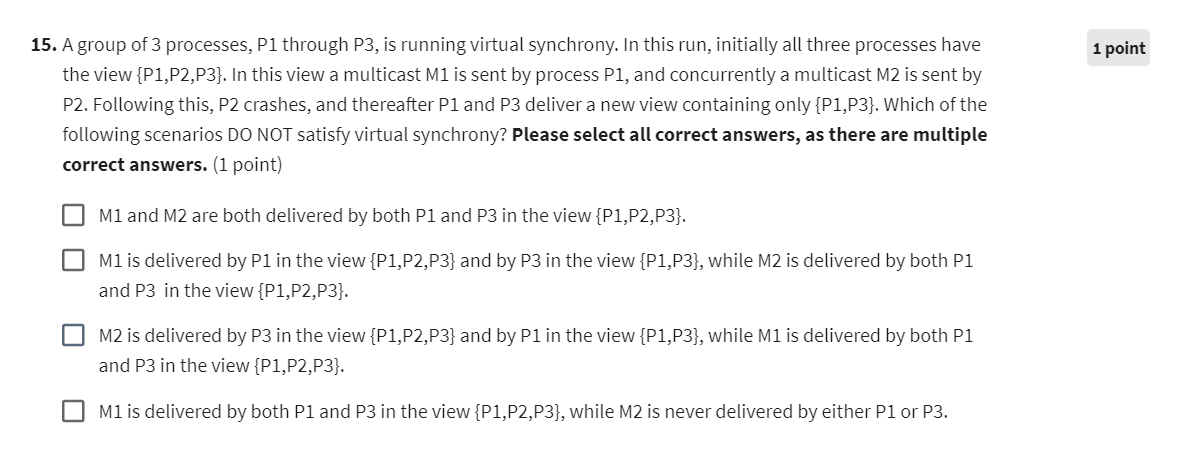 15. A group of 3 processes, P1 through P3, is running virtual synchrony. In this run, initially all three processes have
1 point
the view {P1,P2,P3}. In this view a multicast M1 is sent by process P1, and concurrently a multicast M2 is sent by
P2. Following this, P2 crashes, and thereafter P1 and P3 deliver a new view containing only {P1,P3}. Which of the
following scenarios DO NOT satisfy virtual synchrony? Please select all correct answers, as there are multiple
correct answers. (1 point)
M1 and M2 are both delivered by both P1 and P3 in the view {P1,P2,P3}.
M1 is delivered by P1 in the view {P1,P2,P3} and by P3 in the view {P1,P3}, while M2 is delivered by both P1
and P3 in the view {P1,P2,P3}.
M2 is delivered by P3 in the view {P1,P2,P3} and by P1 in the view {P1,P3}, while M1 is delivered by both P1
and P3 in the view {P1,P2,P3}.
M1 is delivered by both P1 and P3 in the view {P1,P2,P3}, while M2 is never delivered by either P1 or P3.